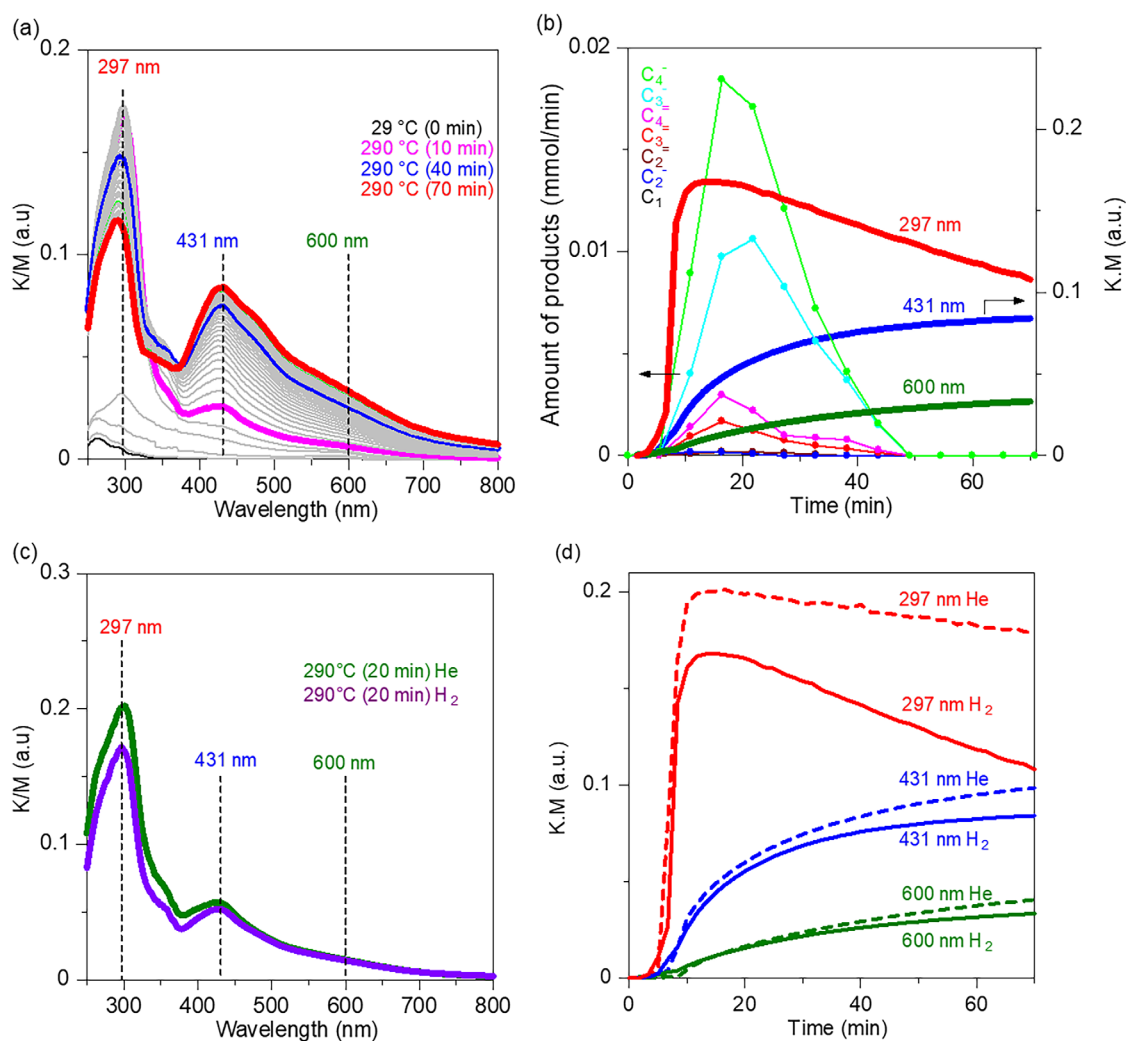 (a)
0.2
0.1
0
K/M (a.u)
297 nm
431 nm
600 nm
29 °C (0 min)
290 °C (10 min)
290 °C (40 min)
290 °C (70 min)
300 400 500 600 700 800
Wavelength (nm)
(b)
0.02
0.01
0
Amount of products (mmol/min)
C4-
C3-
C4=
C3=
C2=
C2-
C1
297 nm
431 nm
600 nm
0.2
0.1
0
K.M (a.u.)
0 20 40 60
Time (min)
(c)
0.3
0.2
0.1
0
K/M (a.u)
297 nm
290°C (20 min) He
290°C (20 min) H2
431 nm
600 nm
300 400 500 600 700 800
Wavelength (nm)
(d)
0.2
0.1
0
K.M (a.u.)
297 nm He
297 nm H2
431 nm He
431 nm H2
600 nm He
600 nm H2
0 20 40 60
Time (min)